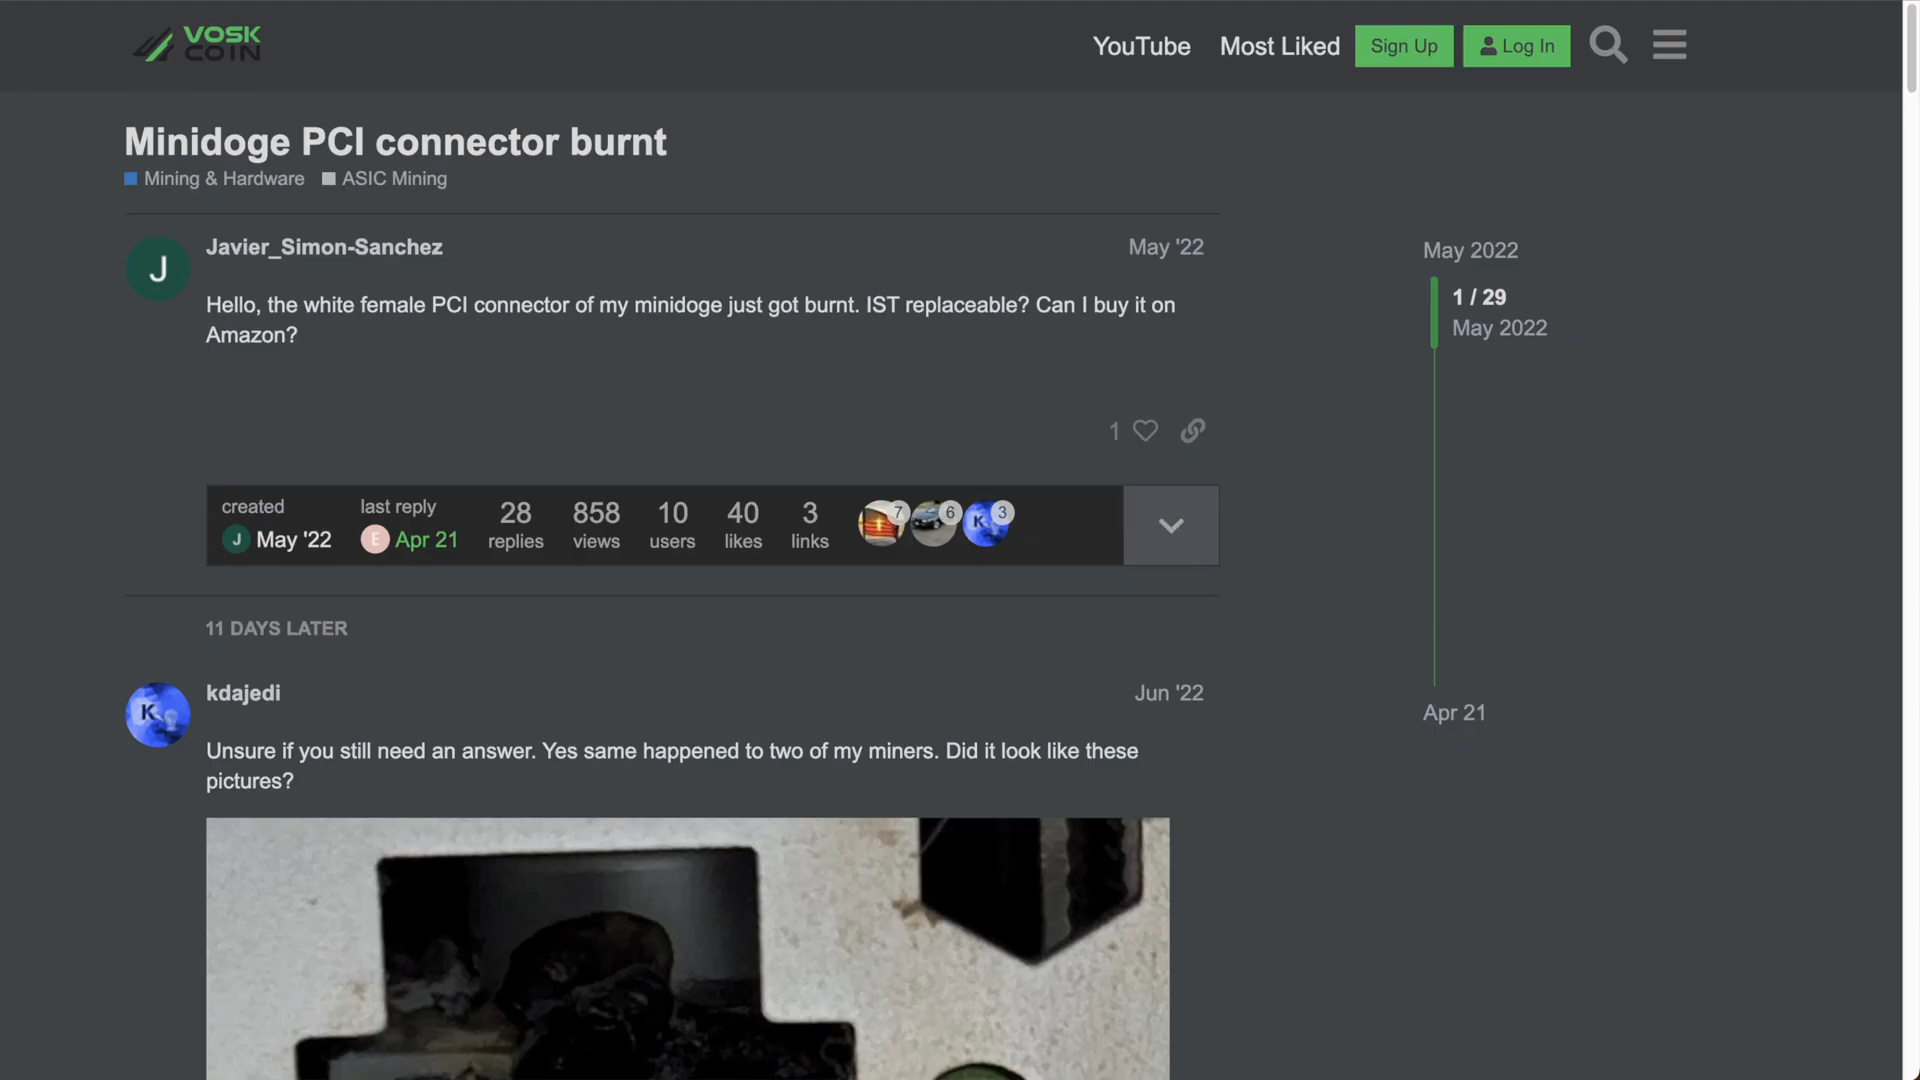 VOSK
COIN
YouTube Most Liked Sign Up Log In
Minidoge PCI connector burnt
Mining & Hardware ASIC Mining
J
Javier_Simon-Sanchez May '22
Hello, the white female PCI connector of my minidoge just got burnt. IST replaceable? Can I buy it on
Amazon?
1
May 2022
1 / 29
May 2022
Apr 21
created last reply 28 858 10 40 3 7 6 K 3
J May '22 E Apr 21 replies views users likes links
11 DAYS LATER
K
kdajedi Jun '22
Unsure if you still need an answer. Yes same happened to two of my miners. Did it look like these
pictures?